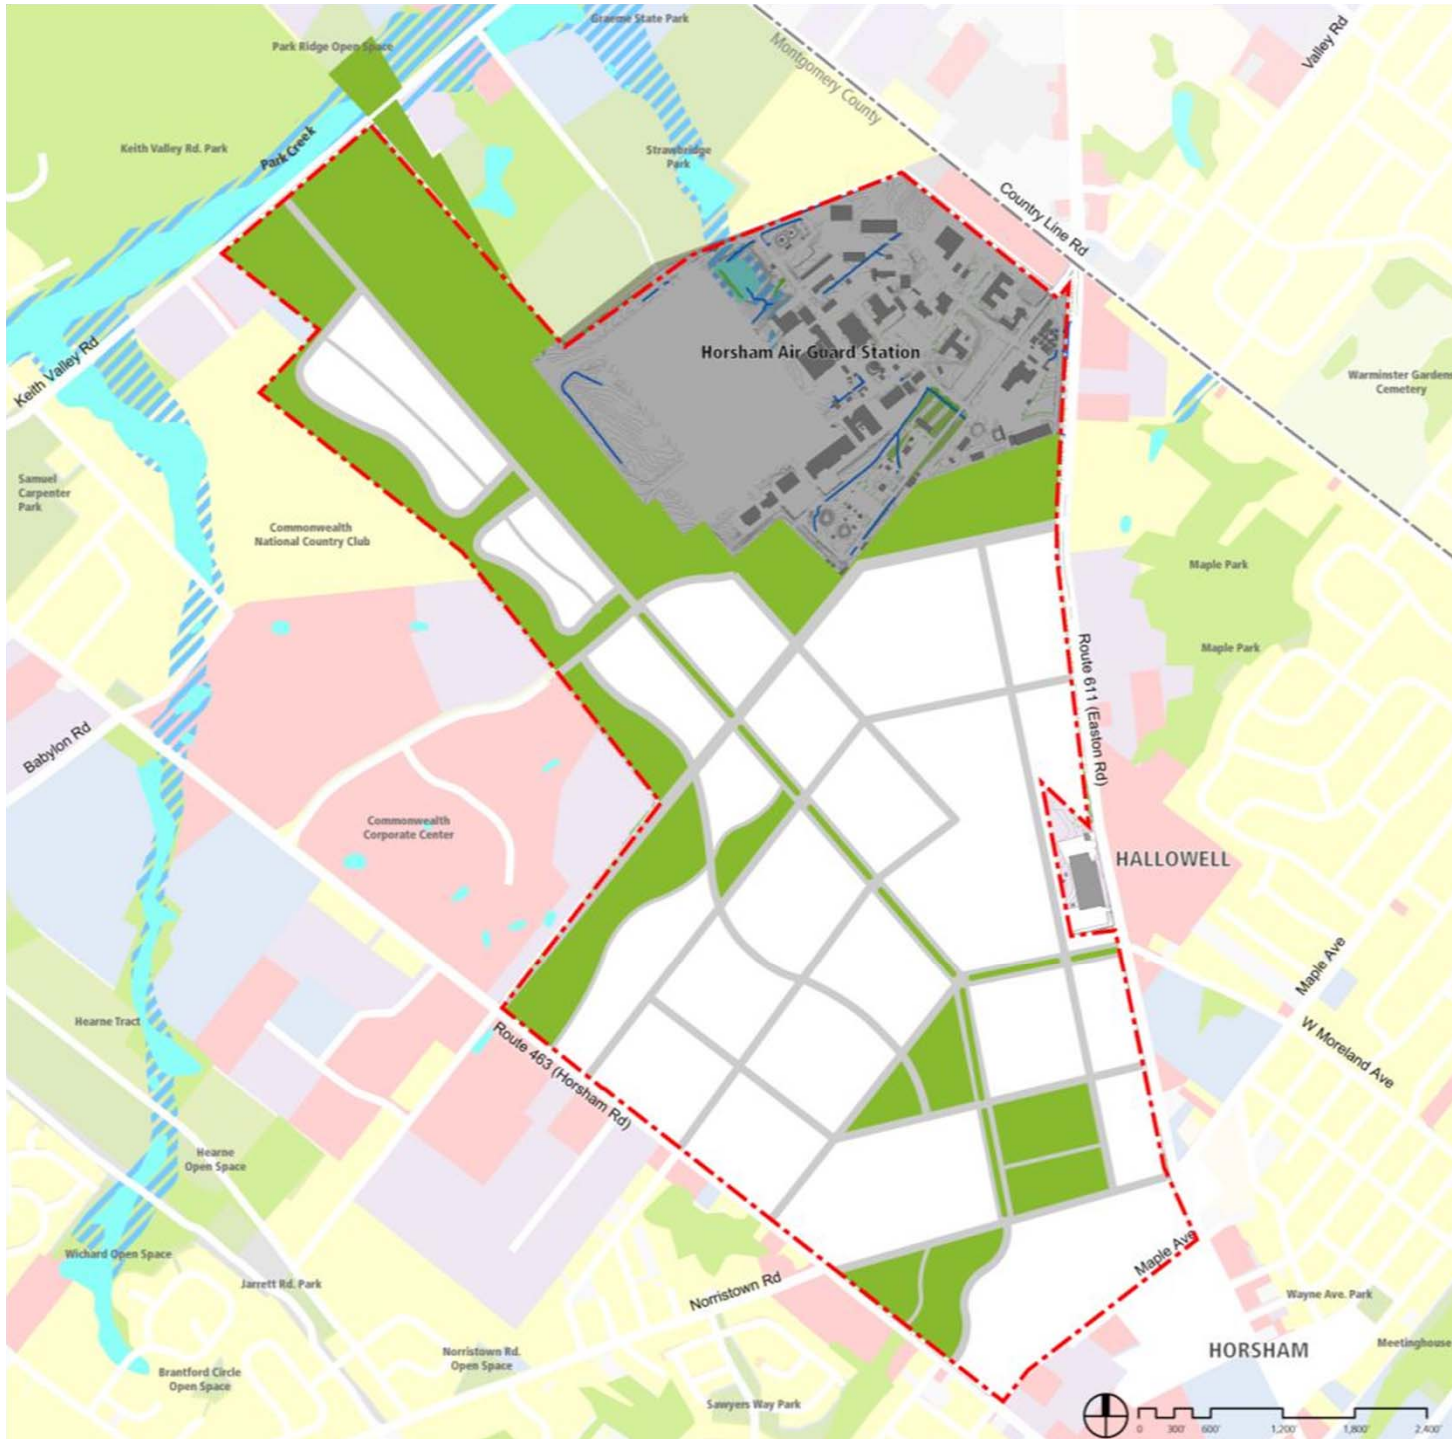 Graeme State Park
Park Ridge Open Space
Valley Rd
Montgomery County
Park Creek
Keith Valley Rd. Park
Strawbridge
Park
Country Line Rd
Horsham Air Guard Station
Keith Valley Rd
Warminster Gardens
Cemetery
Samuel
Carpenter
Park
Commonwealth
National Country Club
Maple Park
Maple Park
Route 611 (Easton Rd)
Babylon Rd
Commonwealth
Corporate Center
HALLOWELL
Maple Ave
Hearne Tract
Route 463 (Horsham Rd)
W Moreland Ave
Hearne
Open Space
Wichard Open Space
Jarrett Rd. Park
Maple Ave
Norristown Rd
Wayne Ave. Park
Norristown Rd.
Open Space
HORSHAM
Meetinghouse
Brantford Circle
Open Space
Sawyers Way Park
0 300' 600' 1,200' 1,800' 2,400'